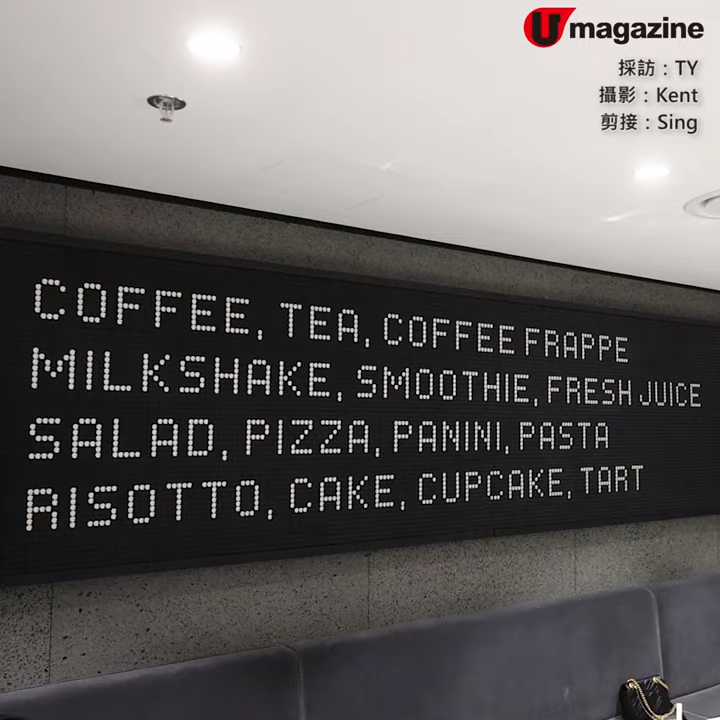 U magazine
採訪：TY
攝影：Kent
剪接：Sing
COFFEE, TEA, COFFEE FRAPPE
MILKSHAKE, SMOOTHIE, FRESH JUICE
SALAD, PIZZA, PANINI, PASTA
RISOTTO, CAKE, CUPCAKE, TART